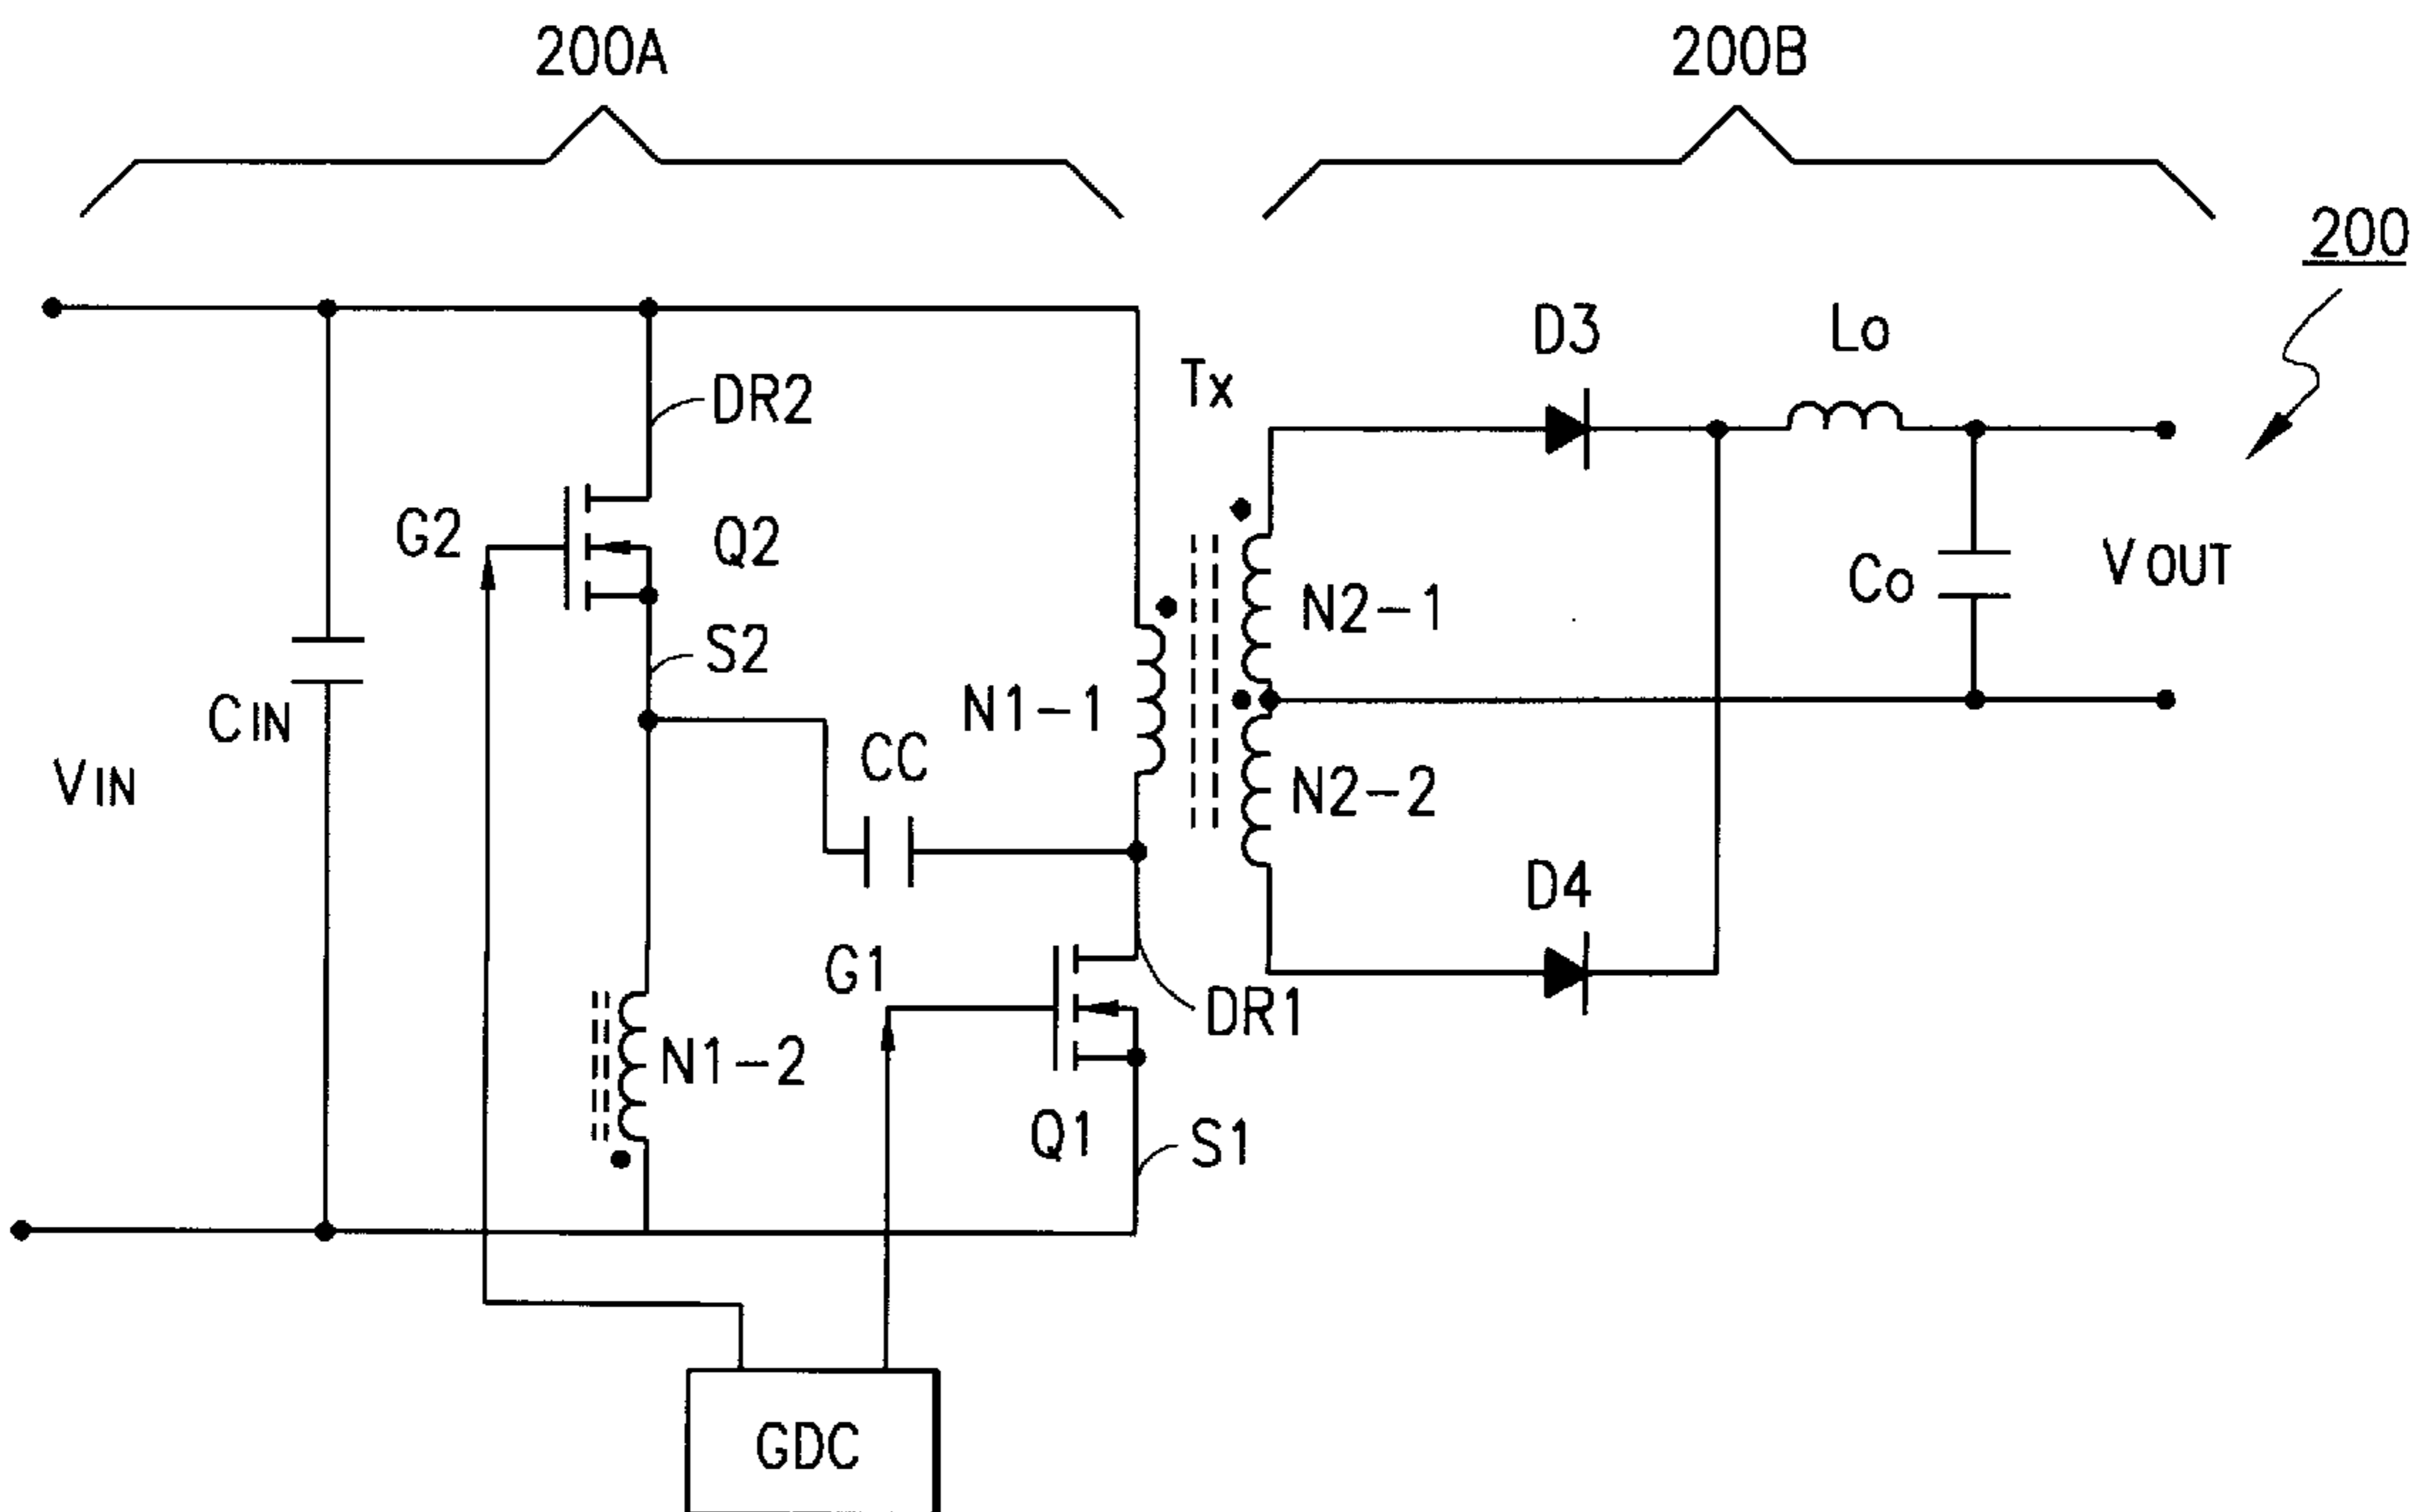 200A
200B
200
D3
Lo
Tx
DR2
G2
Q2
VOUT
Co
N2-1
S2
N1-1
CIN
CC
VIN
N2-2
D4
G1
DR1
N1-2
Q1
S1
GDC